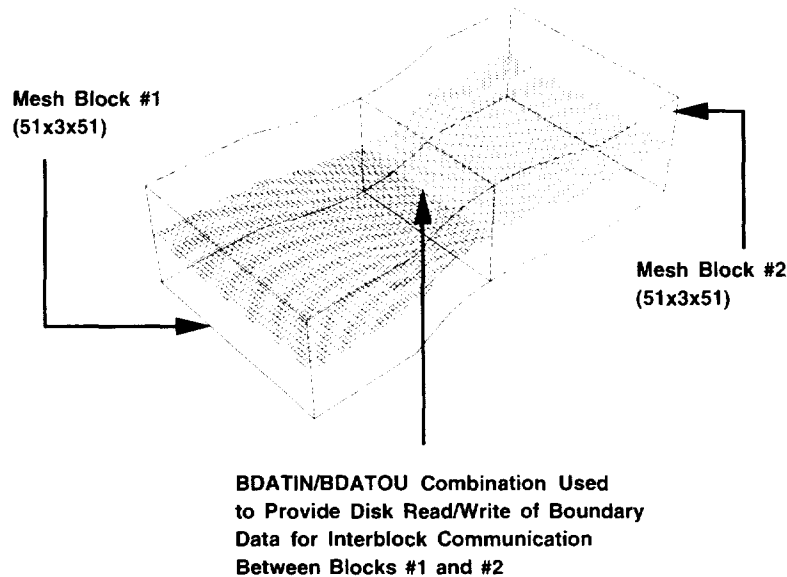 Mesh Block #1
(51x3x51)
Mesh Block #2
(51x3x51)
BDATIN/BDATOU Combination Used
to Provide Disk Read/Write of Boundary
Data for Interblock Communication
Between Blocks #1 and #2